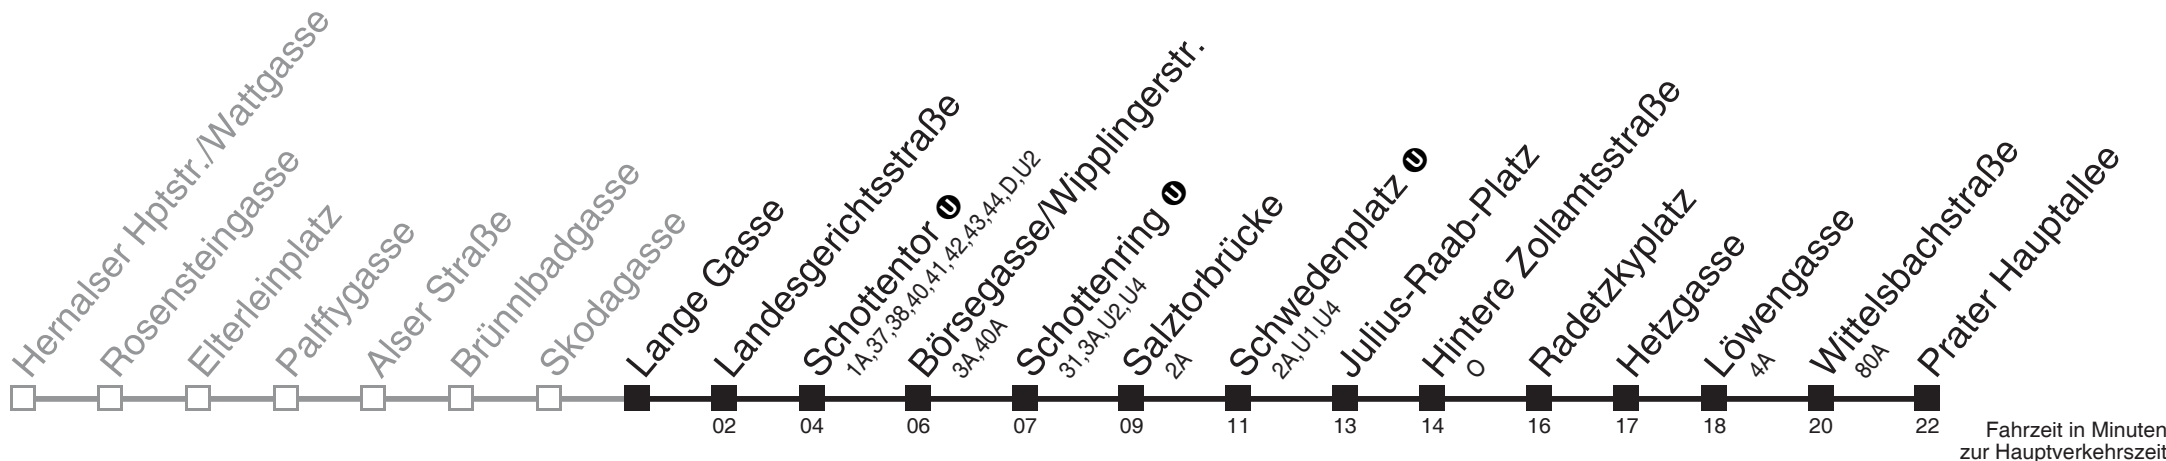 Hernalser Hptstr./Wattgasse
Rosensteingasse
Elterleinplatz
Palffygasse
Alser Straße
Brünnlbadgasse
Skodagasse
Lange Gasse
Landesgerichtsstraße
Schottentor U
1A,37,38,40,41,42,43,44,D,U2
Börsegasse/Wipplingerstr.
3A,40A
Schottenring U
31,3A,U2,U4
Salztorbrücke
2A
Schwedenplatz U
2A,U1,U4
Julius-Raab-Platz
Hintere Zollamtsstraße
O
Radetzkyplatz
Hetzgasse
Löwengasse
4A
Wittelsbachstraße
80A
Prater Hauptallee
02 04 06 07 09 11 13 14 16 17 18 20 22
Fahrzeit in Minuten
zur Hauptverkehrszeit